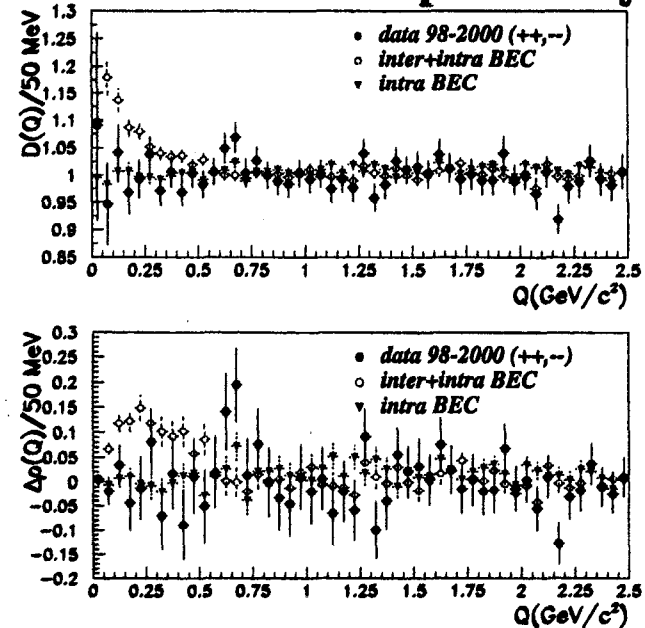 1.3
1.25
1.2
1.15
1.1
1.05
1
0.95
0.9
0.85
D(Q)/50 MeV
data 98-2000 (++,--)
inter+intra BEC
intra BEC
0 0.25 0.5 0.75 1 1.25 1.5 1.75 2 2.25 2.5
Q(GeV/c²)
0.3
0.25
0.2
0.15
0.1
0.05
0
-0.05
-0.1
-0.15
-0.2
Δρ(Q)/50 MeV
data 98-2000 (++,--)
inter+intra BEC
intra BEC
0 0.25 0.5 0.75 1 1.25 1.5 1.75 2 2.25 2.5
Q(GeV/c²)